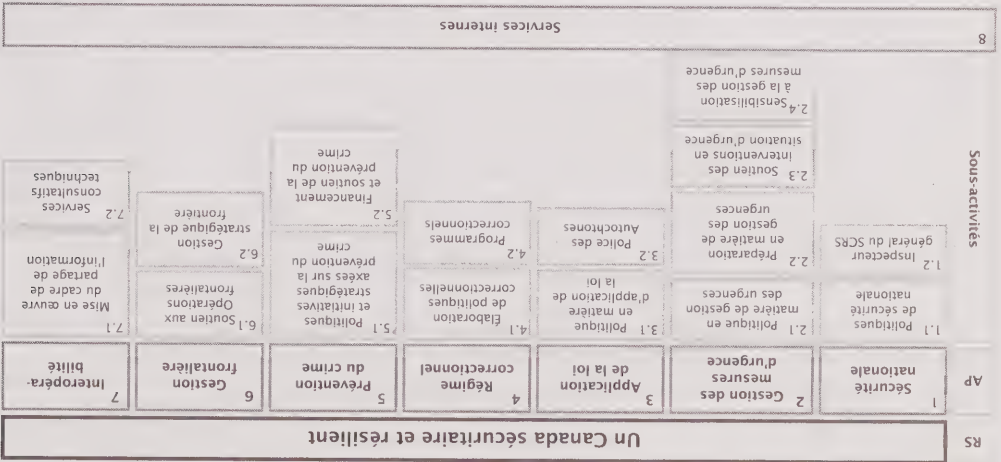 RS
Un Canada sécuritaire et résilient
AP
1
Sécurité
nationale
2 Gestion des
mesures
d'urgence
3
Application
de la loi
4
Régime
correctionnel
5
Prévention
du crime
6
Gestion
frontalière
7
Interopéra-
bilité
Sous-activités
1.1 Politiques
de sécurité
nationale
1.2 Inspecteur
général du SCRS
2.1 Politique en
matière de gestion
des urgences
2.2 Préparation
en matière de
gestion des
urgences
2.3 Soutien des
interventions en
situation d'urgence
2.4 Sensibilisation
à la gestion des
mesures d'urgence
3.1 Politique
en matière
d'application de
la loi
3.2 Police des
Autochtones
4.1 Élaboration
de politiques
correctionnelles
4.2 Programmes
correctionnels
5.1 Politiques
et initiatives
stratégiques
axées sur la
prévention du
crime
5.2
Financement
et soutien de la
prévention du
crime
6.1 Soutien aux
Opérations
frontalières
6.2
Gestion
stratégique de la
frontière
7.1
Mise en œuvre
du cadre de
partage de
l'information
7.2 Services
consultatifs
techniques
8
Services internes